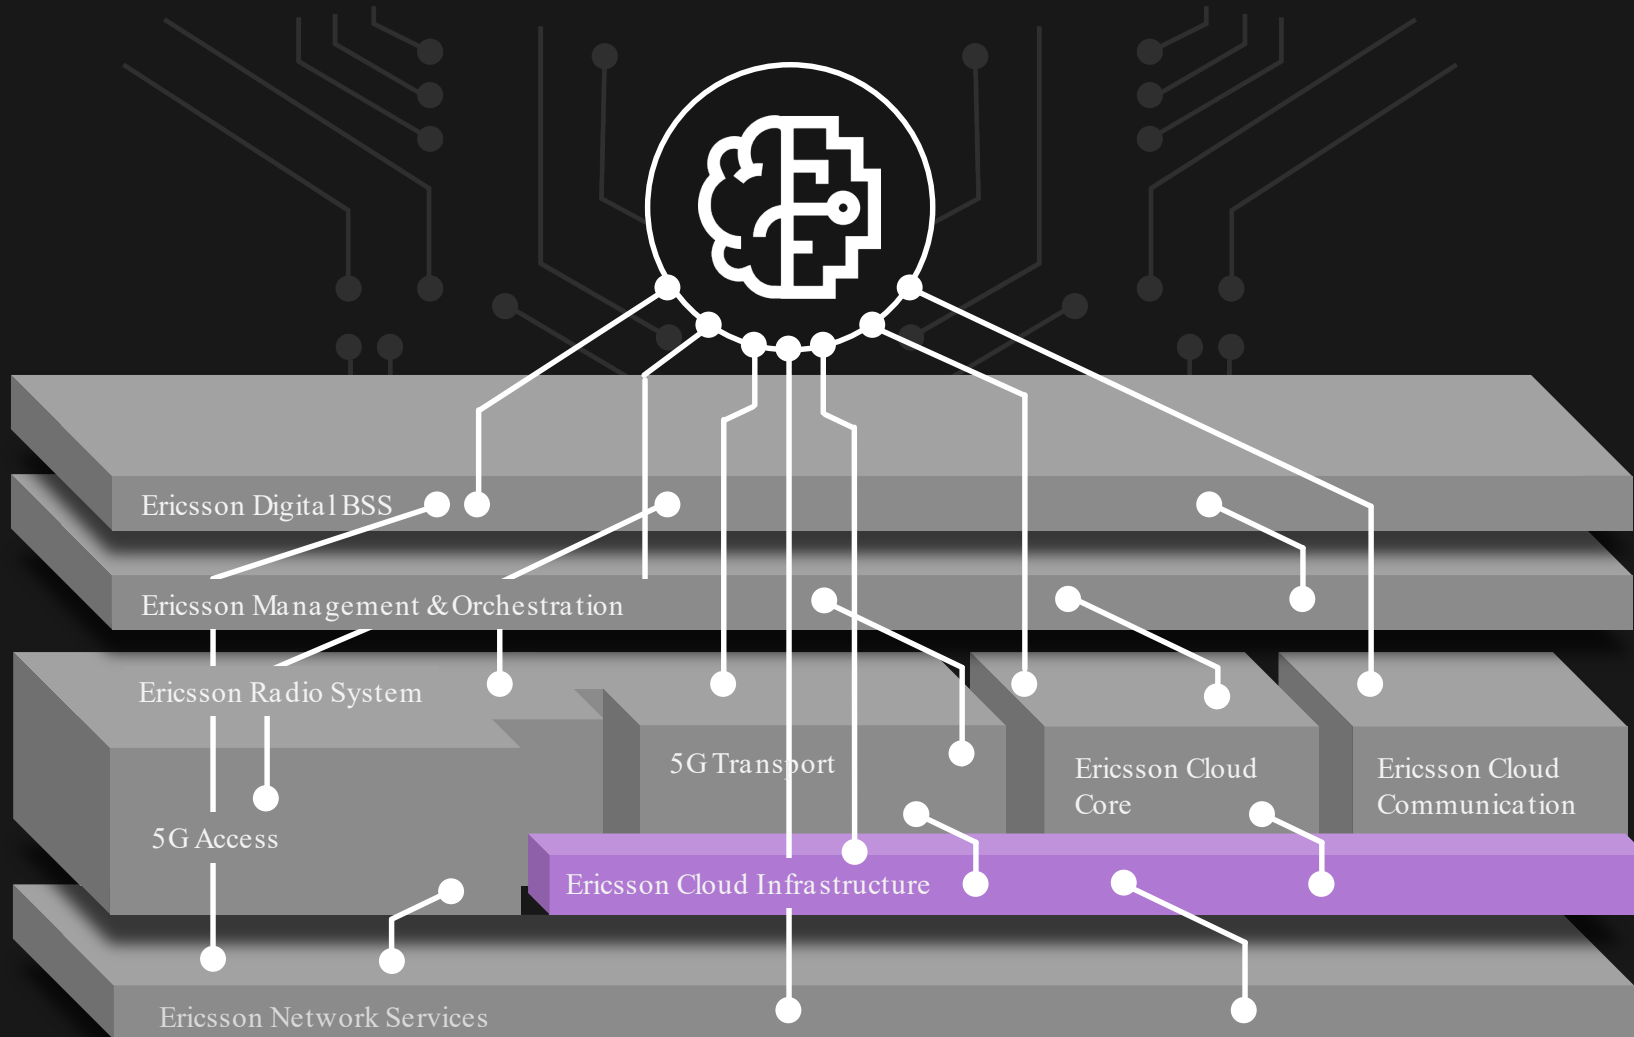 Ericsson Digital BSS
Ericsson Management & Orchestration
Ericsson Radio System
5G Transport
Ericsson Cloud
Core
Ericsson Cloud
Communication
5G Access
Ericsson Cloud Infrastructure
Ericsson Network Services